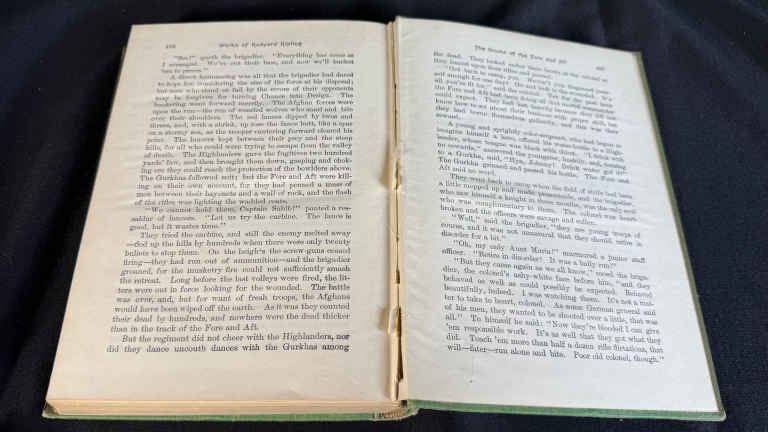 Works of Rudyard Kipling
"See!" quoth the brigadier. "Everything has come as
I arranged. We've cut their base, and now we'll bucket
'em to pieces."
A direct hammering was all that the brigadier had dared
to hope for, considering the size of the force at his disposal;
but men who stand or fall by the errors of their opponents
may be forgiven for turning Chance into Design. The
bucketing went forward merrily. The Afghan forces were
upon the run—the run of wearied wolves who snarl and bite
over their shoulders. The red lances dipped by twos and
threes, and, with a shriek, up rose the lance butt, like a spar
on a stormy sea, as the trooper cantering forward cleared his
point. The lancers kept between their prey and the steep
hills, for all who could were trying to escape from the valley
of death. The Highlanders gave the fugitives two hundred
yards' law, and then brought them down, gasping and chok-
ing ere they could reach the protection of the bowlders above.
The Gurkhas followed suit; but the Fore and Aft were kill-
ing on their own account, for they had penned a mass of
men between their bayonets and a wall of rock, and the flash
of the rifles was lighting the wadded coats.
"We cannot hold them, Captain Sahib!" panted a res-
saldar of lancers. "Let us try the carbine. The lance is
good, but it wastes time."
They tried the carbine, and still the enemy melted away
—fled up the hills by hundreds when there were only twenty
bullets to stop them. On the heights the screw-guns ceased
firing—they had run out of ammunition—and the brigadier
groaned, for the musketry fire could not sufficiently smash
the retreat. Long before the last volleys were fired, the lit-
ters were out in force looking for the wounded. The battle
was over, and, but for want of fresh troops, the Afghans
would have been wiped off the earth. As it was they counted
their dead by hundreds, and nowhere were the dead thicker
than in the track of the Fore and Aft.
But the regiment did not cheer with the Highlanders, nor
did they dance uncouth dances with the Gurkhas among
The Drums of the Fore and Aft
the dead. They looked under their brows at the colonel as
they leaned upon their rifles and panted.
"Get back to camp, you. Haven't you disgraced your-
self enough for one day! Go and look to the wounded. It's
all you're fit for," said the colonel. Yet for the past hour
the Fore and Aft had been doing all that mortal commander
could expect. They had lost heavily because they did not
know how to set about their business with proper skill, but
they had borne themselves gallantly, and this was their
reward.
A young and sprightly color-sergeant, who had begun to
imagine himself a hero, offered his water-bottle to a High-
lander, whose tongue was black with thirst. "I drink with
no cowards," answered the youngster, huskily, and, turning
to a Gurkha, said, "Hya, Johnny! Drink water got it?"
The Gurkha grinned and passed his bottle. The Fore and
Aft said no word.
They went back to camp when the field of strife had been
a little mopped up and made presentable, and the brigadier,
who saw himself a knight in three months, was the only soul
who was complimentary to them. The colonel was heart-
broken and the officers were savage and sullen.
"Well," said the brigadier, "they are young troops of
course, and it was not unnatural that they should retire in
disorder for a bit."
"Oh, my only Aunt Maria!" murmured a junior staff
officer. "Retire in disorder! It was a bally run!"
"But they came again as we all know," cooed the briga-
dier, the colonel's ashy-white face before him, "and they
behaved as well as could possibly be expected. Behaved
beautifully, indeed. I was watching them. It's not a mat-
ter to take to heart, colonel. As some German general said
of his men, they wanted to be shooted over a little, that was
all." To himself he said: "Now they're blooded I can give
'em responsible work. It's as well that they got what they
did. Teach 'em more than half a dozen rifle flirtations, that
will—later—run alone and bite. Poor old colonel, though."